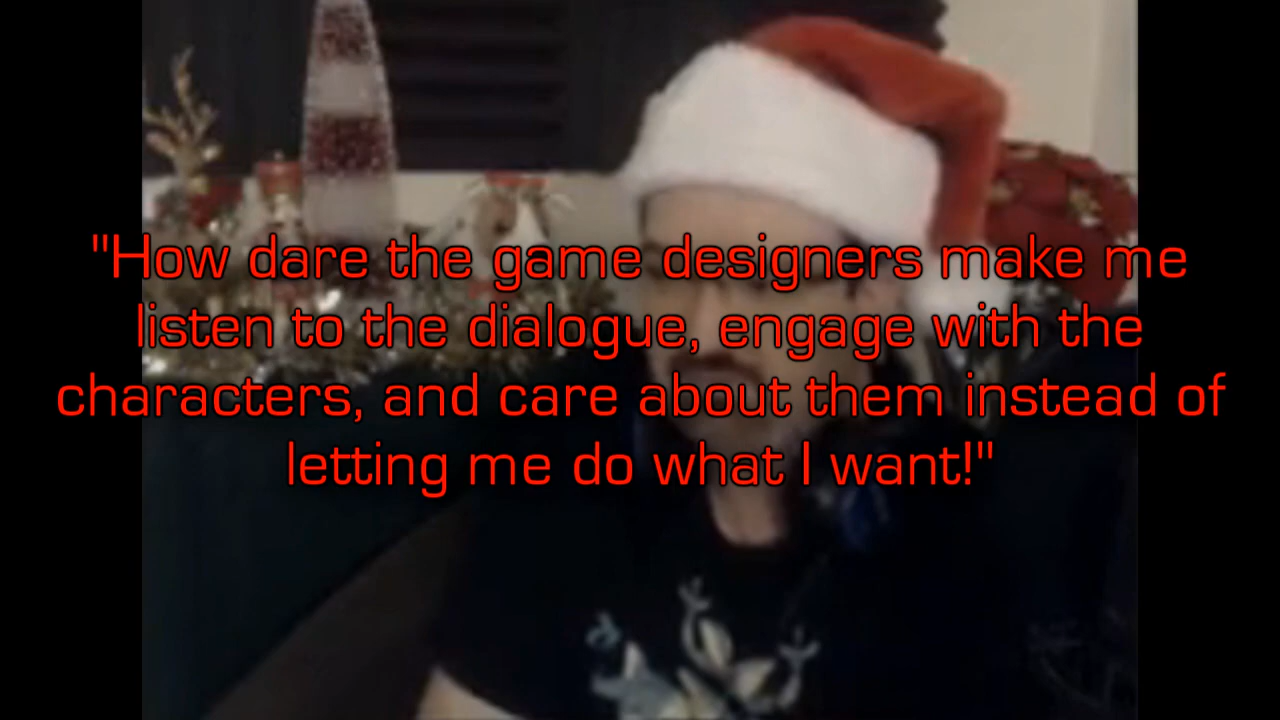 "How dare the game designers make me
listen to the dialogue, engage with the
characters, and care about them instead of
letting me do what I want!"